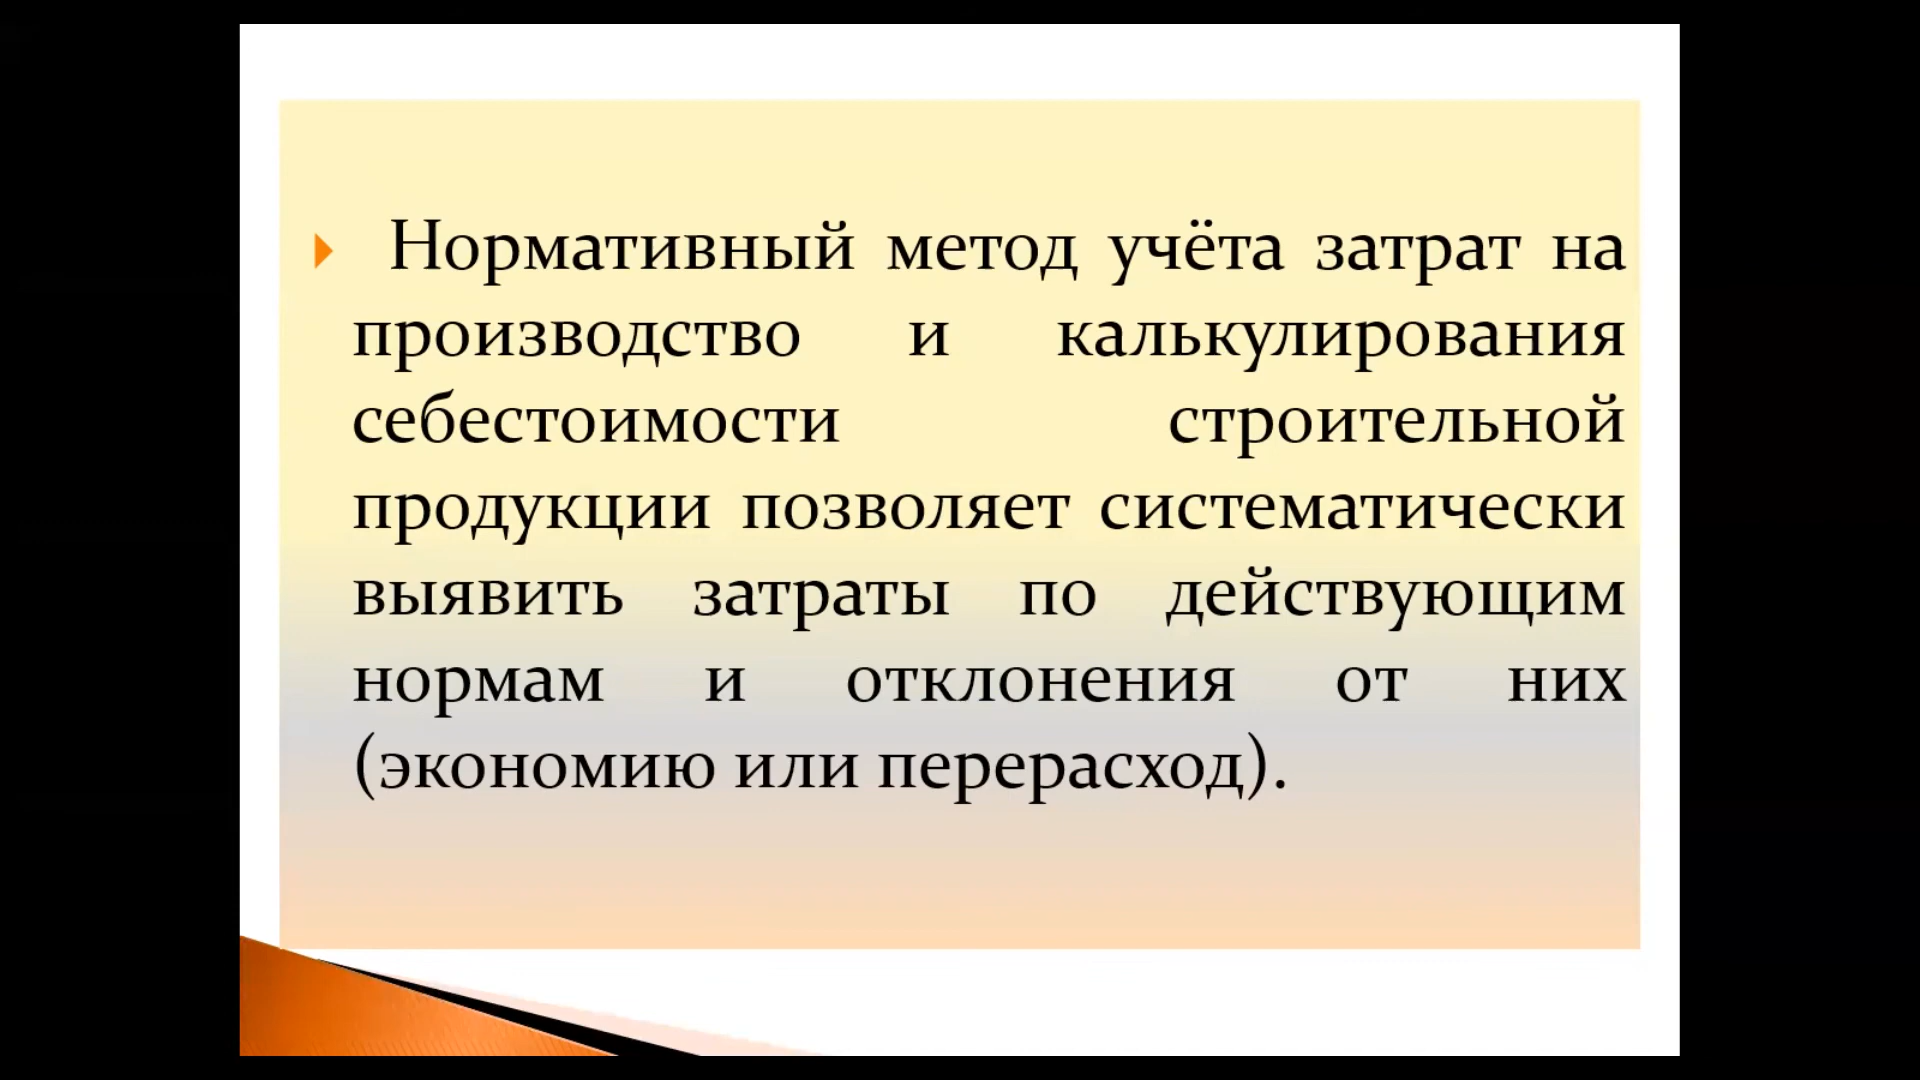 Нормативный метод учёта затрат на
производство и калькулирования
себестоимости строительной
продукции позволяет систематически
выявить затраты по действующим
нормам и отклонения от них
(экономию или перерасход).